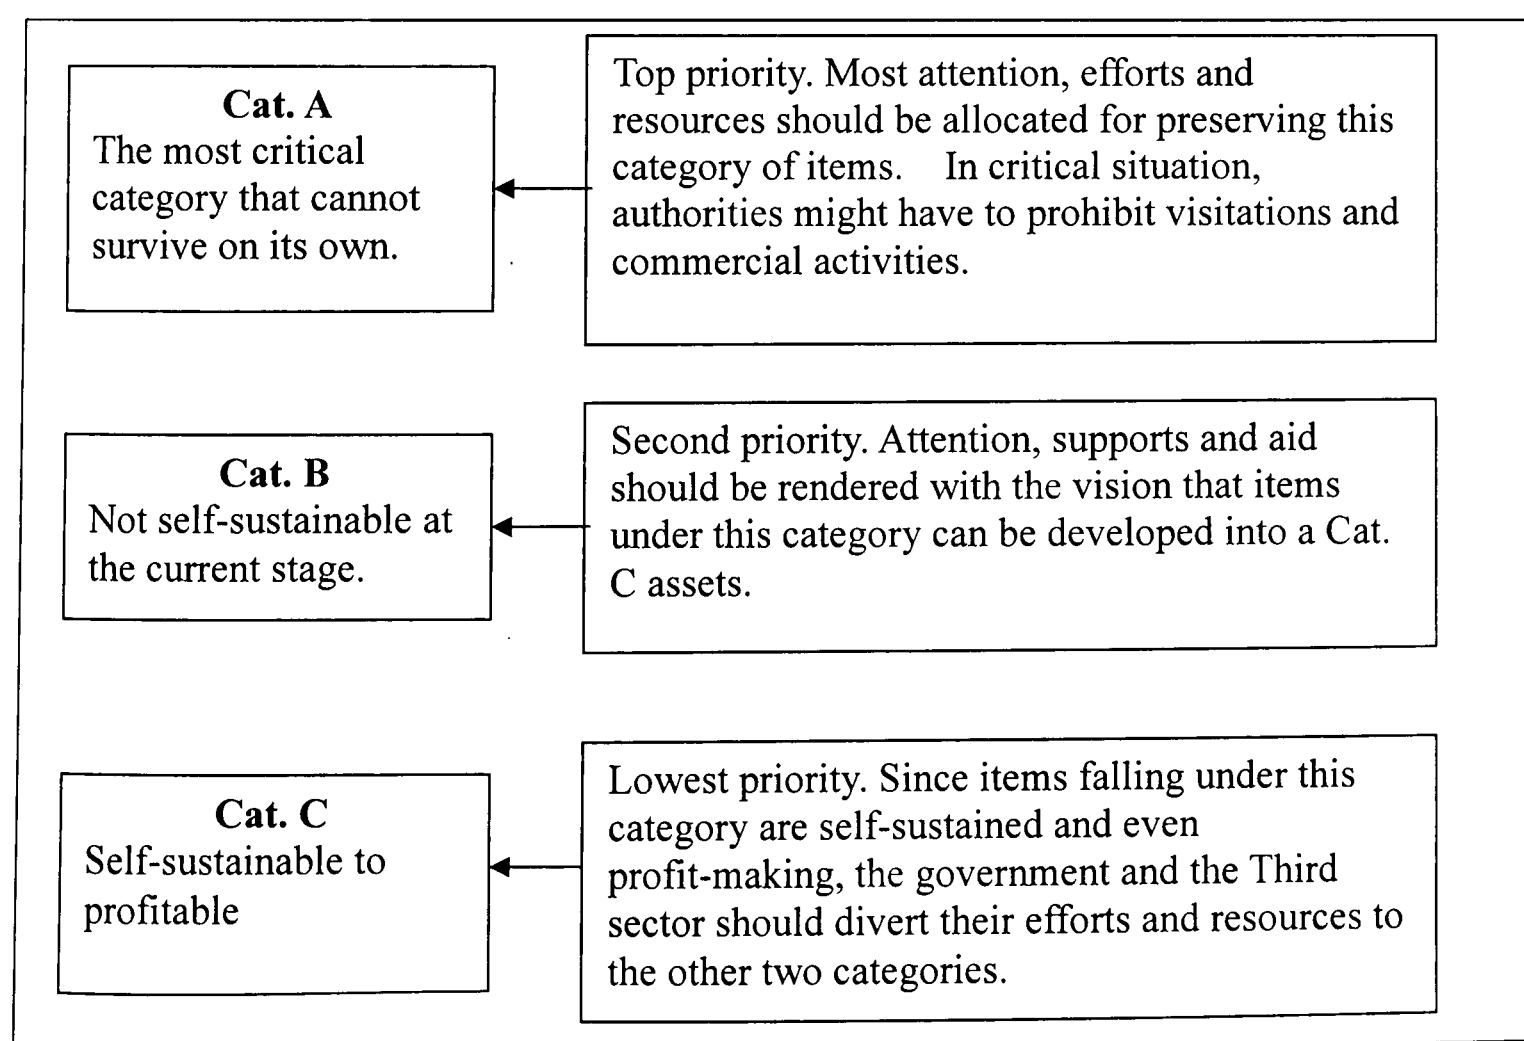 Cat. A
The most critical
category that cannot
survive on its own.
Top priority. Most attention, efforts and
resources should be allocated for preserving this
category of items. In critical situation,
authorities might have to prohibit visitations and
commercial activities.
Cat. B
Not self-sustainable at
the current stage.
Second priority. Attention, supports and aid
should be rendered with the vision that items
under this category can be developed into a Cat.
C assets.
Cat. C
Self-sustainable to
profitable
Lowest priority. Since items falling under this
category are self-sustained and even
profit-making, the government and the Third
sector should divert their efforts and resources to
the other two categories.